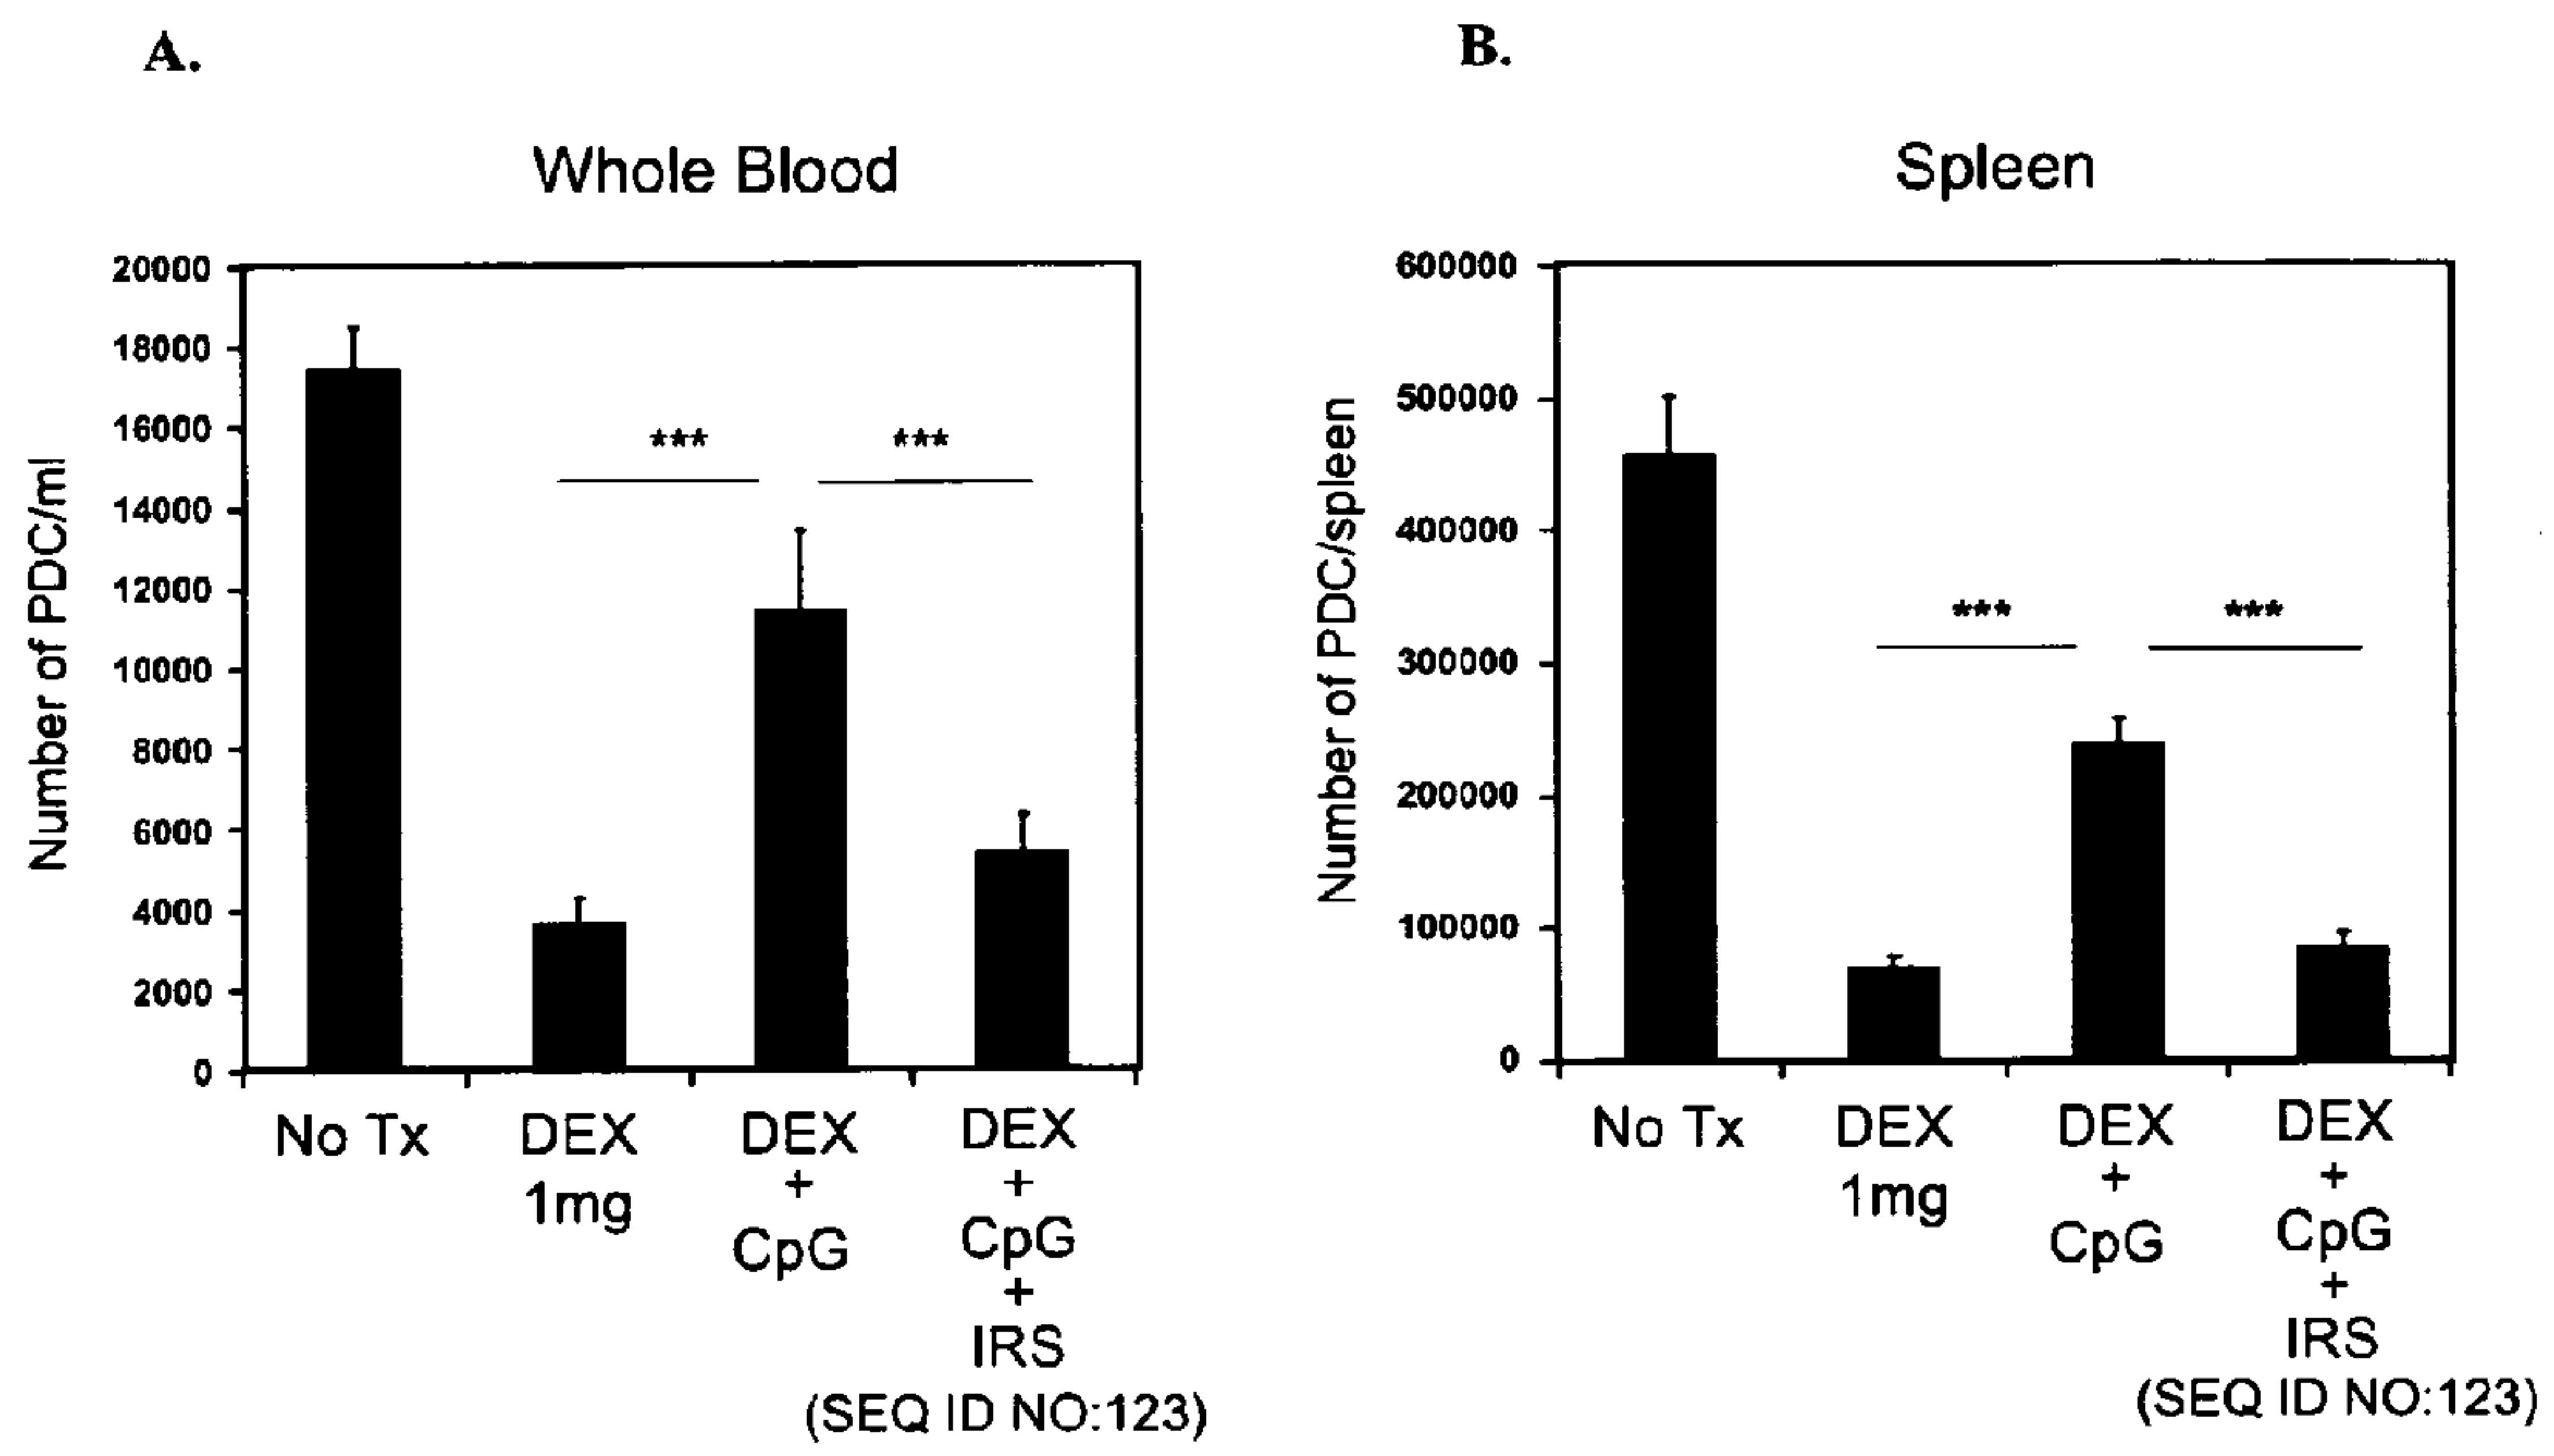 A.
Whole Blood
Number of PDC/ml
20000
18000
16000
14000
12000
10000
8000
6000
4000
2000
0
***
***
No Tx
DEX
1mg
DEX
+
CpG
DEX
+
CpG
+
IRS
(SEQ ID NO:123)
B.
Spleen
Number of PDC/spleen
600000
500000
400000
300000
200000
100000
0
***
***
No Tx
DEX
1mg
DEX
+
CpG
DEX
+
CpG
+
IRS
(SEQ ID NO:123)